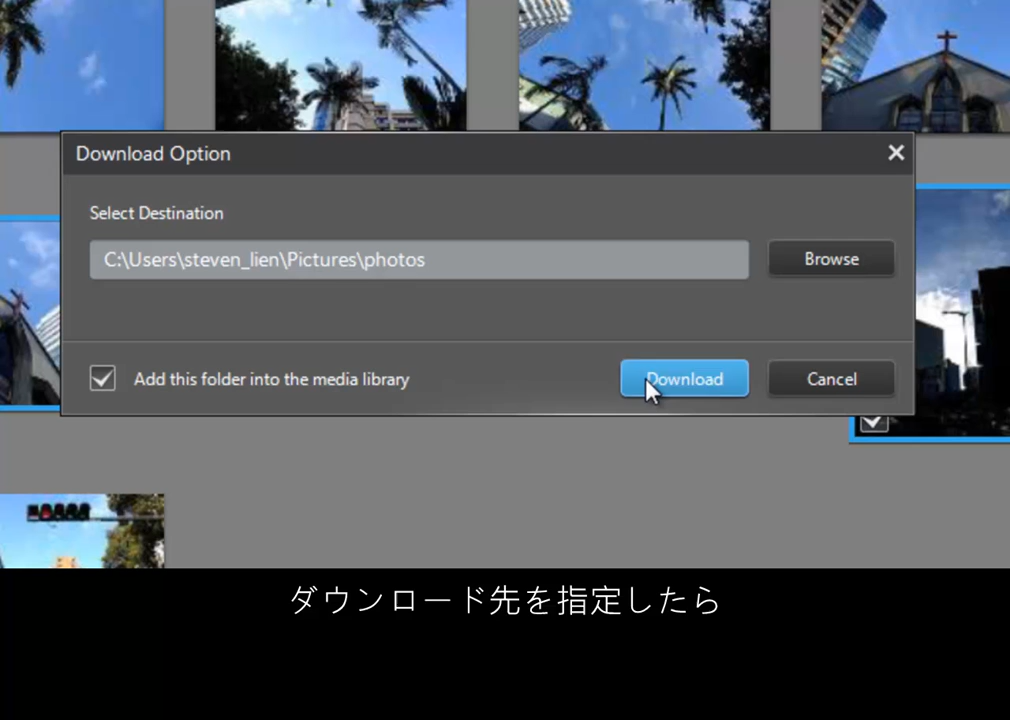 Download Option
Select Destination
C:\Users\steven_lien\Pictures\photos
Browse
Add this folder into the media library
Download
Cancel
ダウンロード先を指定したら